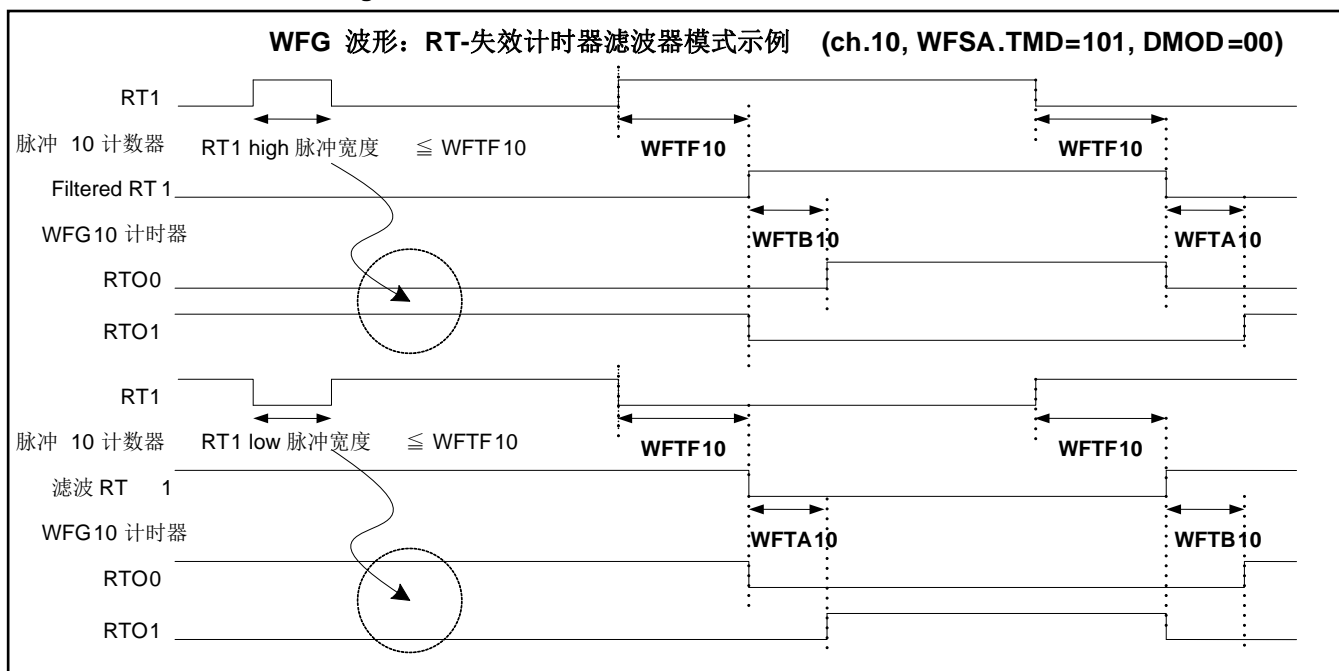 WFG 波形：RT-失效计时器滤波器模式示例 (ch.10, WFSA.TMD=101, DMOD=00)
RT1
脉冲 10 计数器 RT1 high 脉冲宽度 ≦ WFTF10 WFTF10 WFTF10
Filtered RT1
WFG10 计时器 WFTB10 WFTA10
RTO0
RTO1
RT1
脉冲 10 计数器 RT1 low 脉冲宽度 ≦ WFTF10 WFTF10 WFTF10
滤波 RT 1
WFG10 计时器 WFTA10 WFTB10
RTO0
RTO1